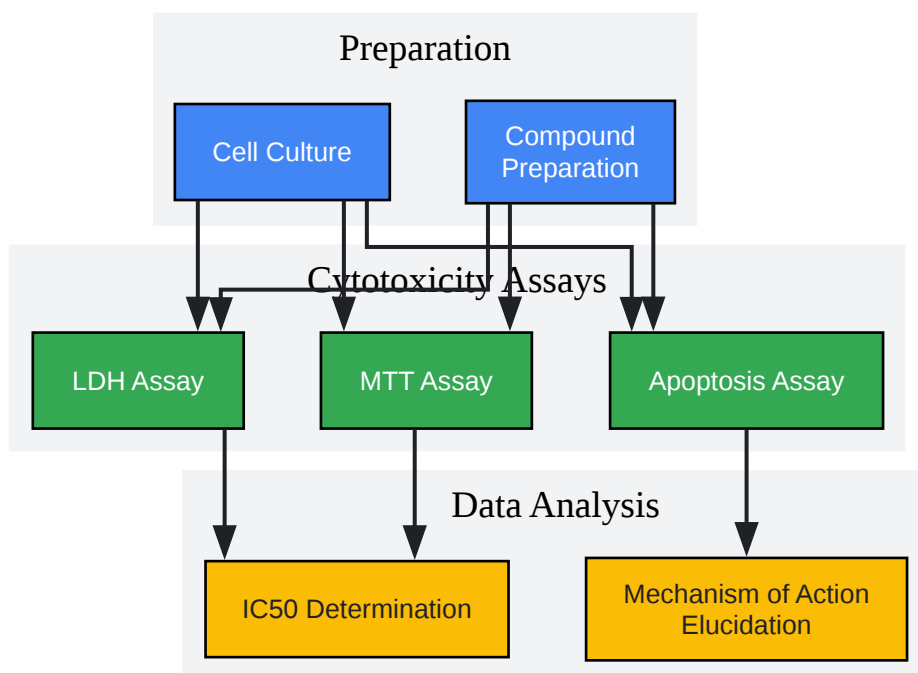 Preparation
Cell Culture
Compound
Preparation
Cytotoxicity Assays
LDH Assay
MTT Assay
Apoptosis Assay
Data Analysis
IC50 Determination
Mechanism of Action
Elucidation